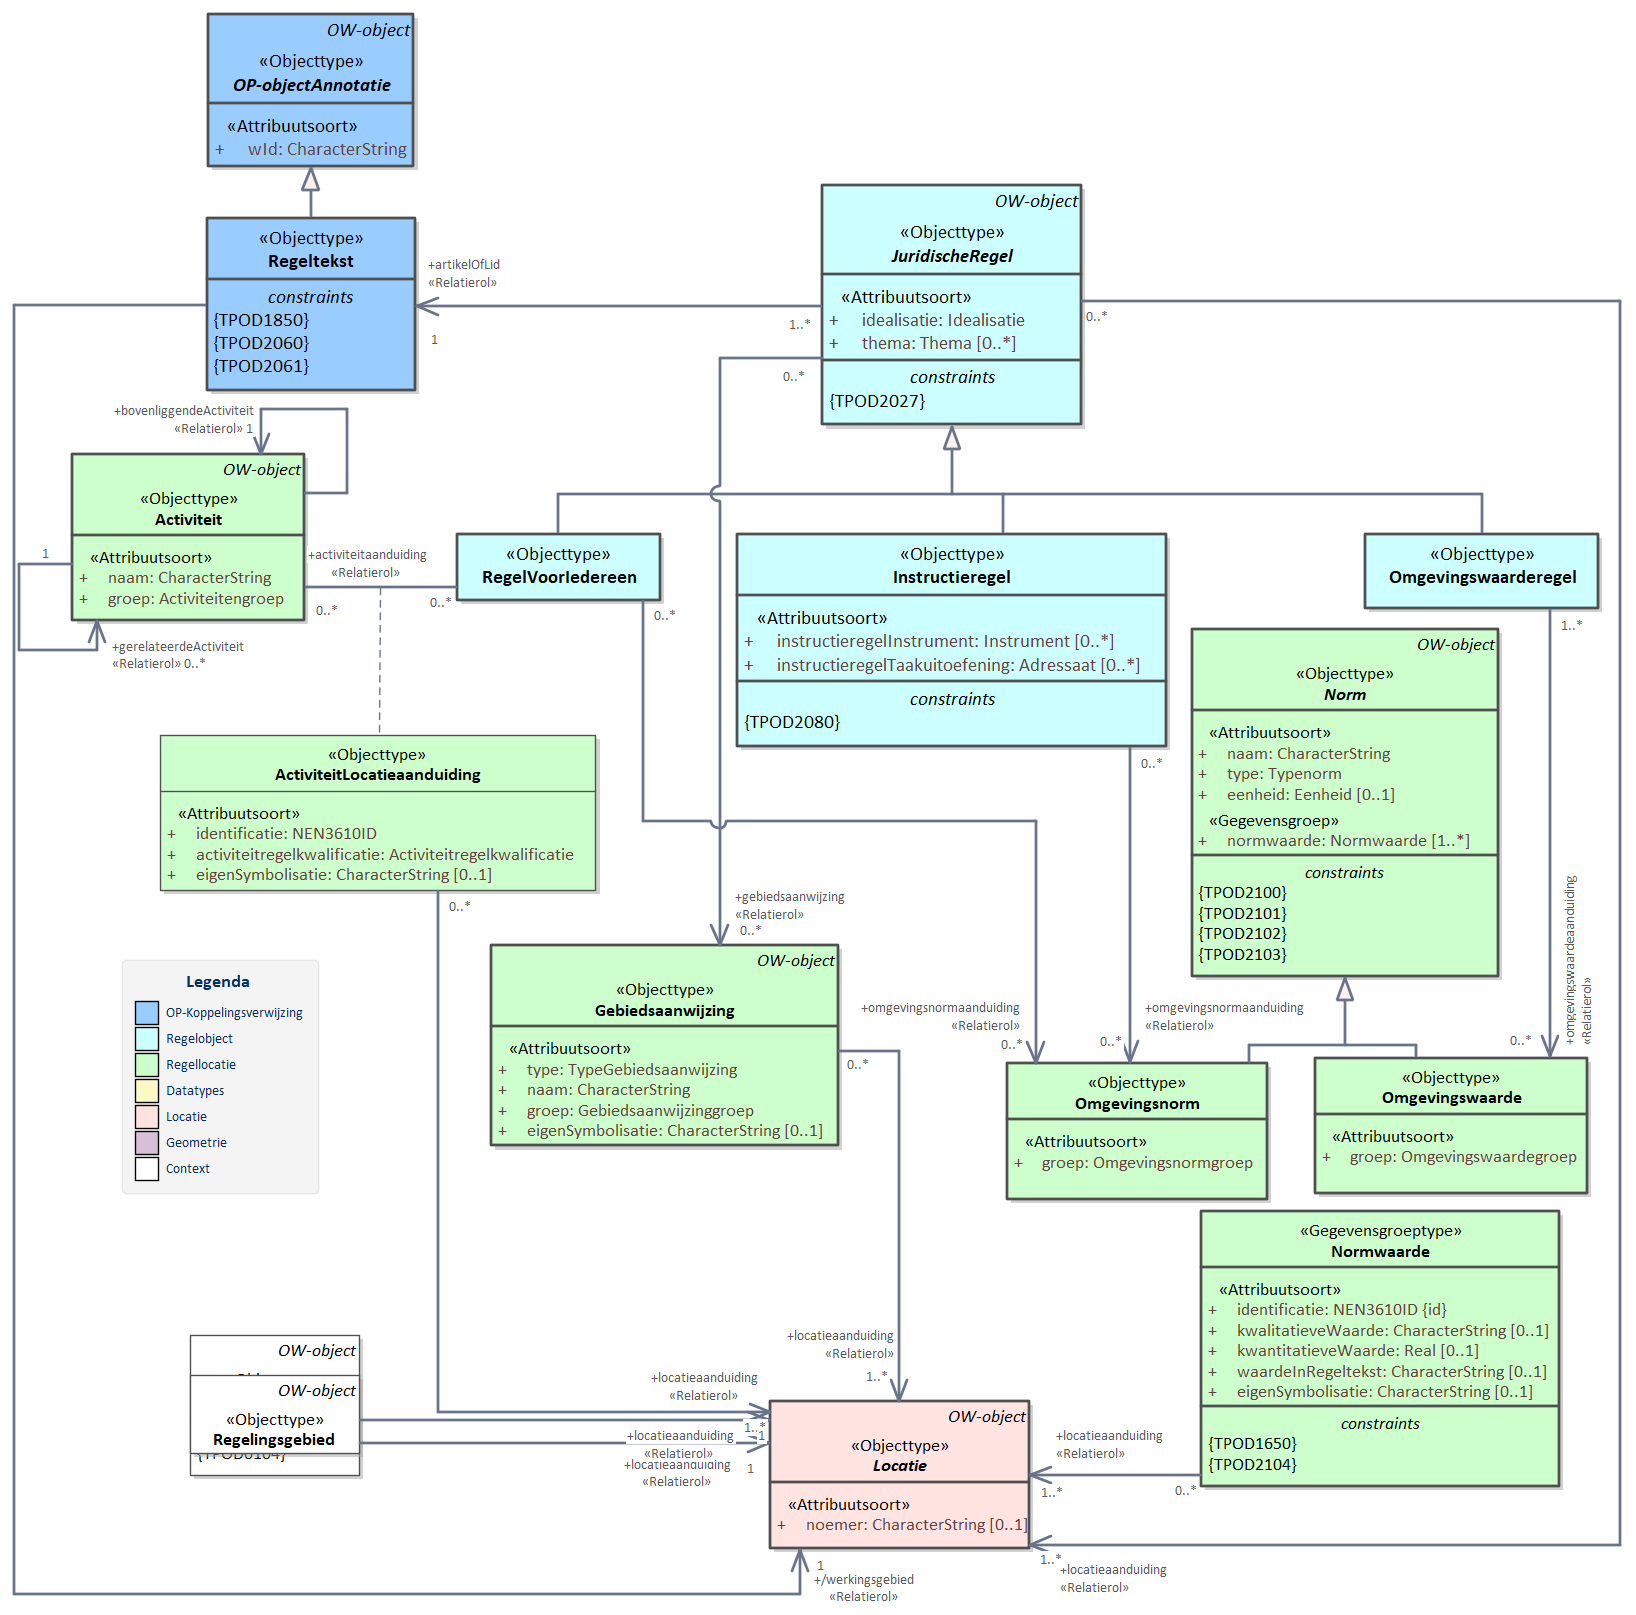 OW-object
«Objecttype»
OP-objectAnnotatie
«Attribuutsoort»
+ wId: CharacterString
«Objecttype»
Regeltekst
constraints
{TPOD1850}
{TPOD2060}
{TPOD2061}
+artikelOfLid
«Relatierol»
1
1..*
OW-object
«Objecttype»
JuridischeRegel
«Attribuutsoort»
+ idealisatie: Idealisatie
+ thema: Thema [0..*]
constraints
{TPOD2027}
0..*
0..*
+bovenliggendeActiviteit
«Relatierol» 1
OW-object
«Objecttype»
Activiteit
«Attribuutsoort»
+ naam: CharacterString
+ groep: Activiteitengroep
1
+gerelateerdeActiviteit
«Relatierol» 0..*
+activiteitaanduiding
«Relatierol»
0..*
0..*
«Objecttype»
RegelVoorIedereen
0..*
«Objecttype»
Instructieregel
«Attribuutsoort»
+ instructieregelInstrument: Instrument [0..*]
+ instructieregelTaakuitoefening: Adressaat [0..*]
constraints
{TPOD2080}
0..*
«Objecttype»
Omgevingswaarderegel
1..*
OW-object
«Objecttype»
Norm
«Attribuutsoort»
+ naam: CharacterString
+ type: Typenorm
+ eenheid: Eenheid [0..1]
«Gegevensgroep»
+ normwaarde: Normwaarde [1..*]
constraints
{TPOD2100}
{TPOD2101}
{TPOD2102}
{TPOD2103}
+omgevingswaardeaanduiding
«Relatierol»
0..*
«Objecttype»
ActiviteitLocatieaanduiding
«Attribuutsoort»
+ identificatie: NEN3610ID
+ activiteitregelkwalificatie: Activiteitregelkwalificatie
+ eigenSymbolisatie: CharacterString [0..1]
0..*
+gebiedsaanwijzing
«Relatierol»
0..*
OW-object
«Objecttype»
Gebiedsaanwijzing
«Attribuutsoort»
+ type: TypeGebiedsaanwijzing
+ naam: CharacterString
+ groep: Gebiedsaanwijzinggroep
+ eigenSymbolisatie: CharacterString [0..1]
0..*
+omgevingsnormaanduiding
«Relatierol»
0..*
+omgevingsnormaanduiding
«Relatierol»
0..*
«Objecttype»
Omgevingsnorm
«Attribuutsoort»
+ groep: Omgevingsnormgroep
«Objecttype»
Omgevingswaarde
«Attribuutsoort»
+ groep: Omgevingswaardegroep
Legenda
OP-Koppelingsverwijzing
Regelobject
Regellocatie
Datatypes
Locatie
Geometrie
Context
«Gegevensgroeptype»
Normwaarde
«Attribuutsoort»
+ identificatie: NEN3610ID {id}
+ kwalitatieveWaarde: CharacterString [0..1]
+ kwantitatieveWaarde: Real [0..1]
+ waardeInRegeltekst: CharacterString [0..1]
+ eigenSymbolisatie: CharacterString [0..1]
constraints
{TPOD1650}
{TPOD2104}
OW-object
OW-object
«Objecttype»
Regelingsgebied
+locatieaanduiding
«Relatierol»
1..*
+locatieaanduiding
«Relatierol»
1..*
+locatieaanduiding
«Relatierol»
1
+locatieaanduiding
«Relatierol»
1
OW-object
«Objecttype»
Locatie
«Attribuutsoort»
+ noemer: CharacterString [0..1]
+locatieaanduiding
«Relatierol»
1..*
0..*
1..*
+locatieaanduiding
«Relatierol»
1
+/werkingsgebied
«Relatierol»